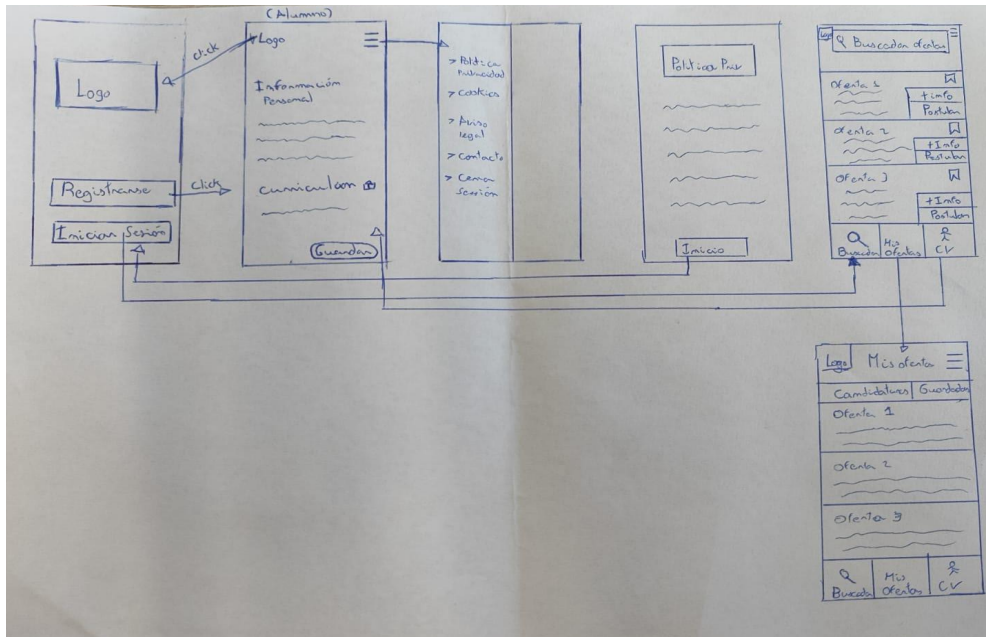 (Alumno)
Logo
Registrarse
Iniciar Sesión
click
click
Logo
Información
Personal
Curriculum
Guardar
> Política
Privacidad
> Cookies
> Aviso
legal
> Contacto
> Cerrar
Sesión
Política Priv
Inicio
Logo
Buscador ofertas
Oferta 1
+info
Postular
Oferta 2
+Info
Postular
Oferta 3
+Info
Postular
Buscador
Mis
Ofertas
CV
Logo
Mis ofertas
Candidaturas
Guardadas
Oferta 1
Oferta 2
Oferta 3
Buscador
Mis
Ofertas
CV